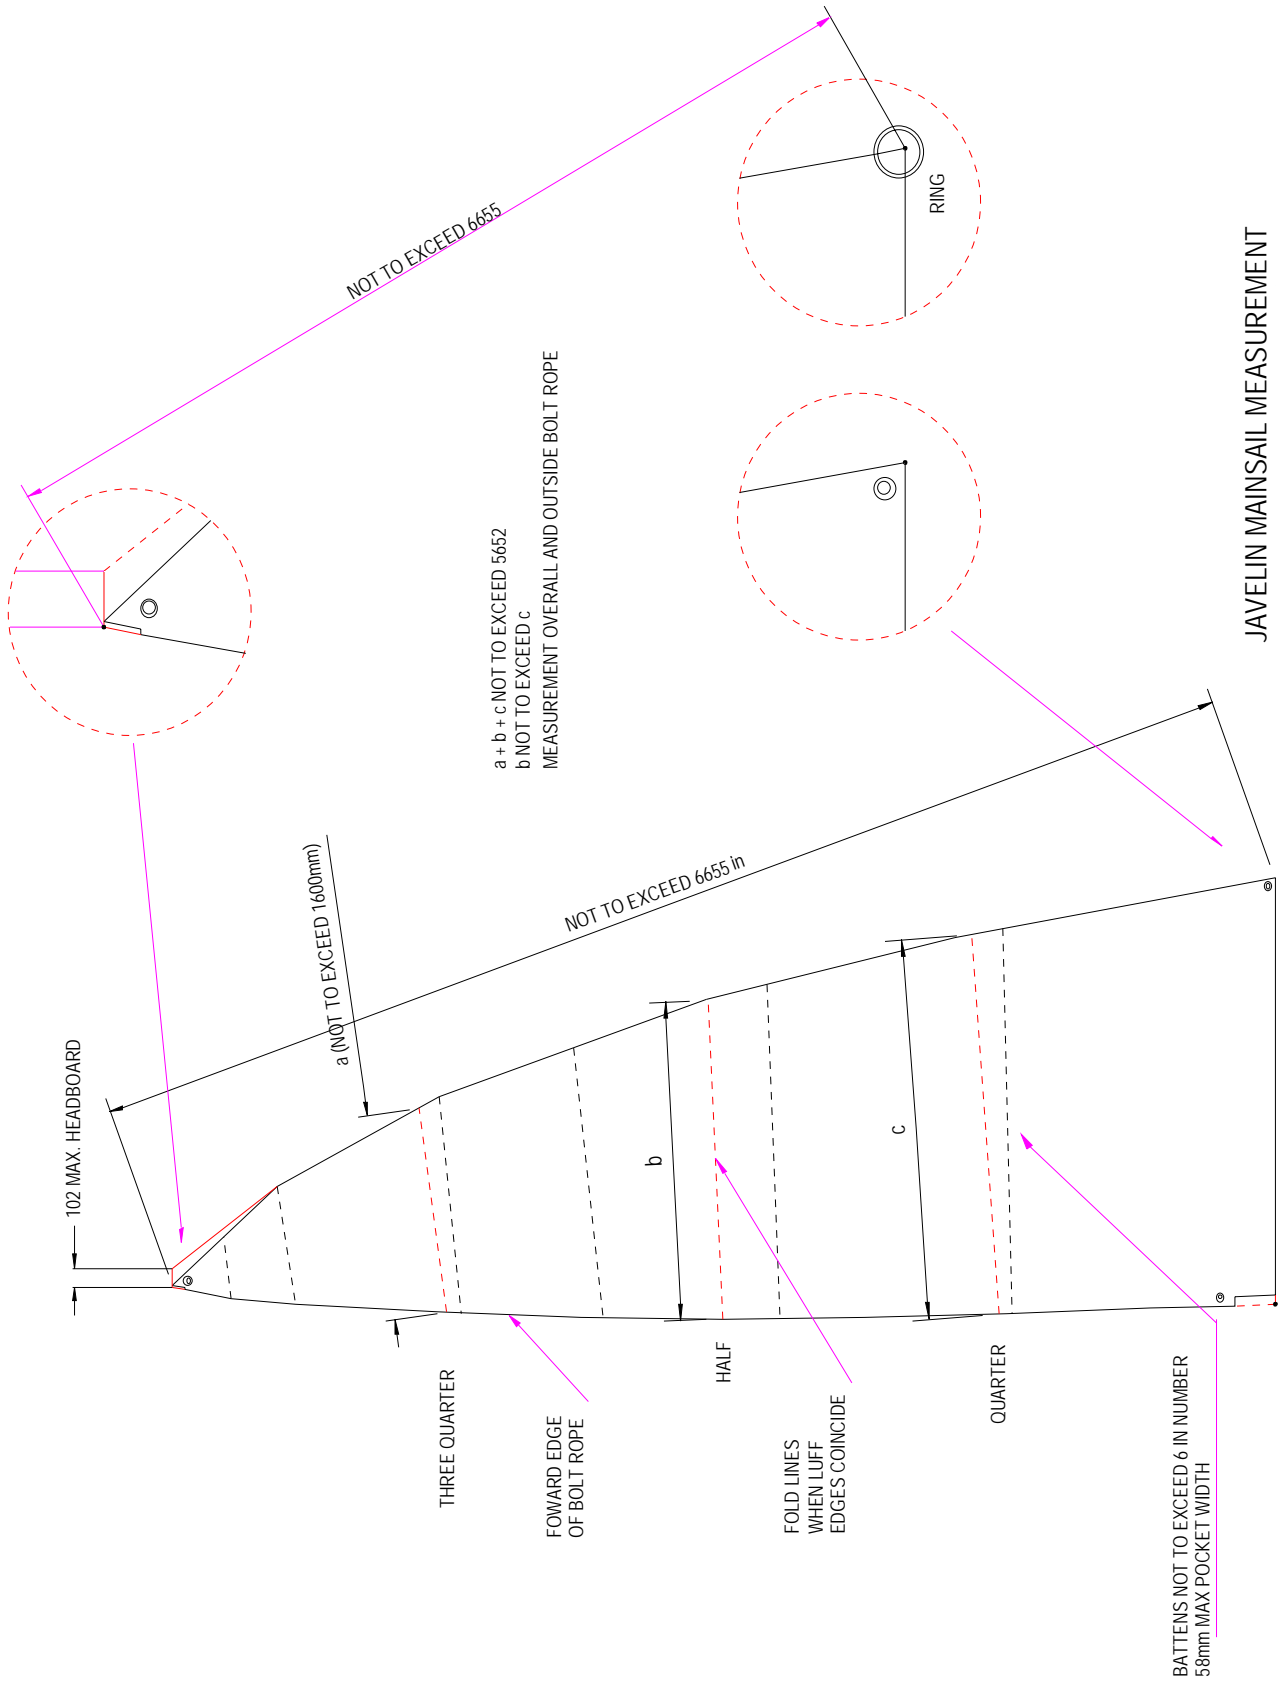 102 MAX. HEADBOARD
a (NOT TO EXCEED 1600mm)
NOT TO EXCEED 6655 in
NOT TO EXCEED 6655
a + b + c NOT TO EXCEED 5652
b NOT TO EXCEED c
MEASUREMENT OVERALL AND OUTSIDE BOLT ROPE
RING
b
c
THREE QUARTER
FOWARD EDGE
OF BOLT ROPE
HALF
FOLD LINES
WHEN LUFF
EDGES COINCIDE
QUARTER
BATTENS NOT TO EXCEED 6 IN NUMBER
58mm MAX POCKET WIDTH
JAVELIN MAINSAIL MEASUREMENT